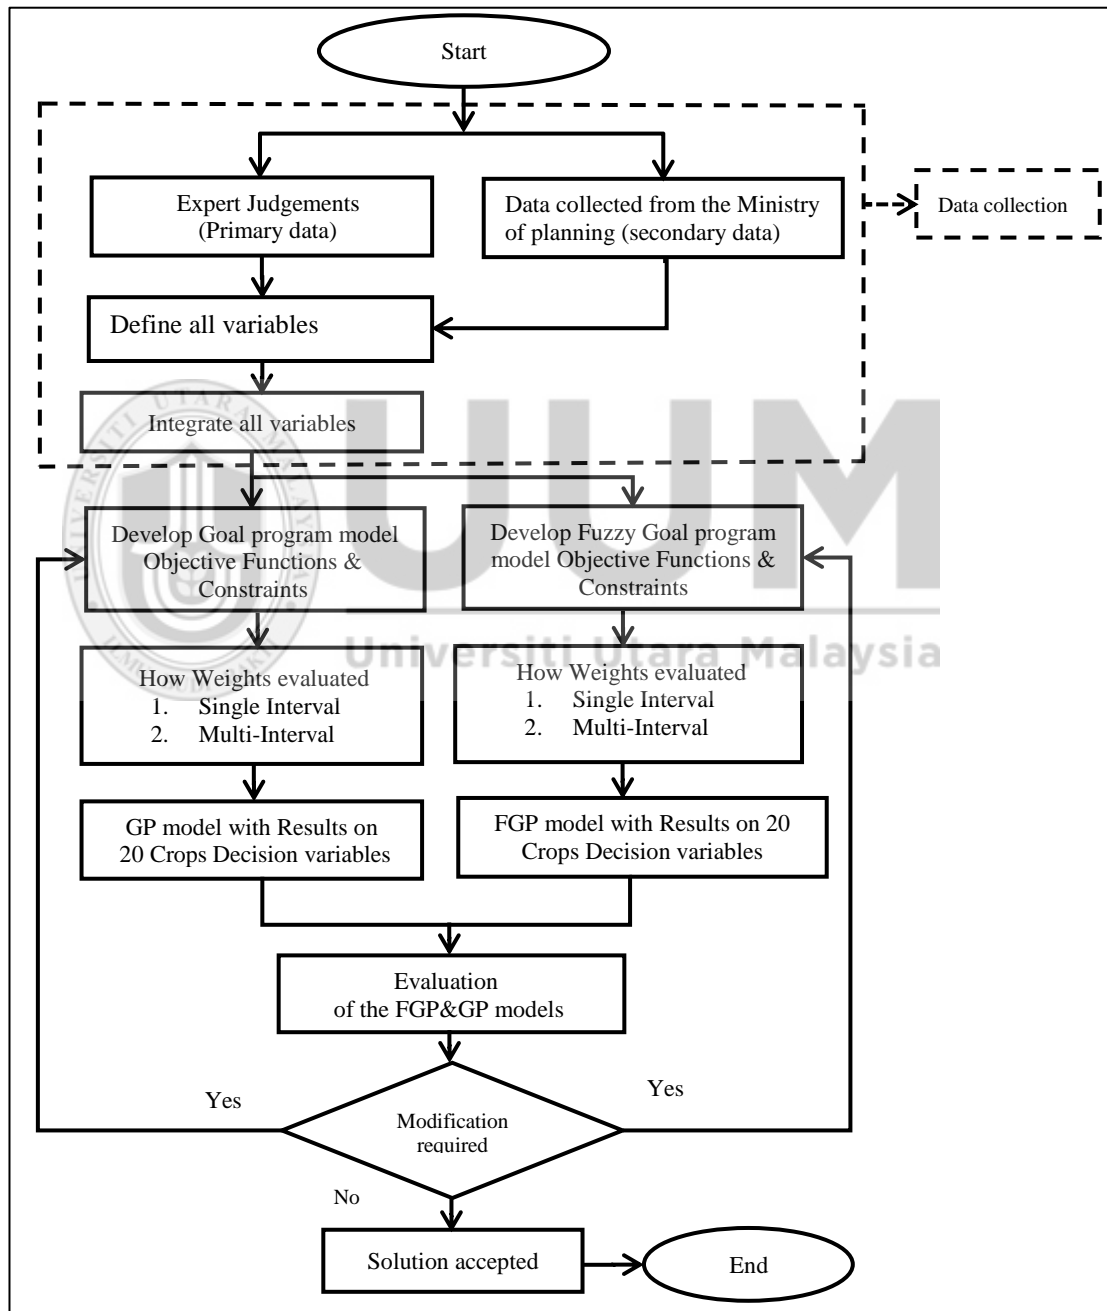 Start
Expert Judgements
(Primary data)
Data collected from the Ministry
of planning (secondary data)
Data collection
Define all variables
Integrate all variables
UNIVERSITI UTARA MALAYSIA
UUM
Universiti Utara Malaysia
Develop Goal program model
Objective Functions &
Constraints
Develop Fuzzy Goal program
model Objective Functions &
Constraints
How Weights evaluated
1. Single Interval
2. Multi-Interval
How Weights evaluated
1. Single Interval
2. Multi-Interval
GP model with Results on
20 Crops Decision variables
FGP model with Results on 20
Crops Decision variables
Evaluation
of the FGP&GP models
Yes
Yes
Modification
required
No
Solution accepted
End